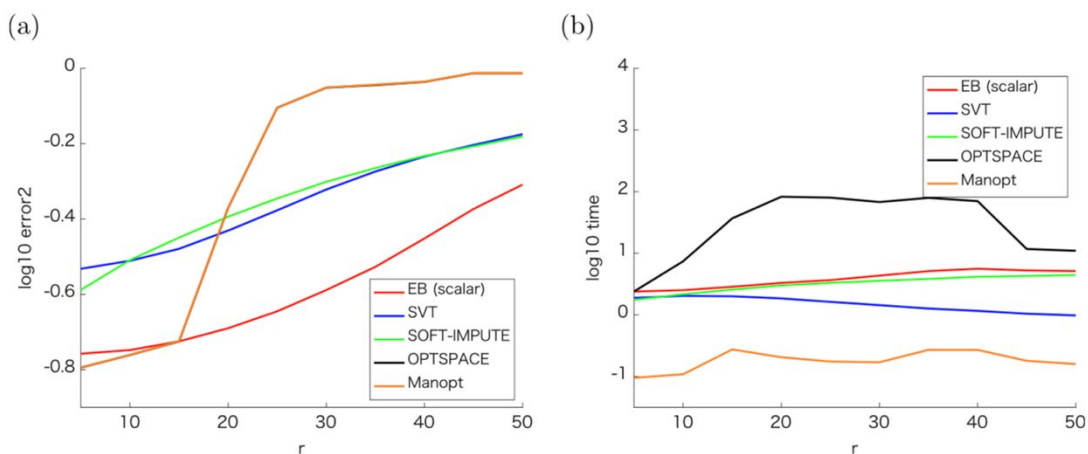 (a)
0
-0.2
-0.4
-0.6
-0.8
log10 error2
10 20 30 40 50
r
EB (scalar)
SVT
SOFT-IMPUTE
OPTSPACE
Manopt
(b)
4
3
2
1
0
-1
log10 time
10 20 30 40 50
r
EB (scalar)
SVT
SOFT-IMPUTE
OPTSPACE
Manopt